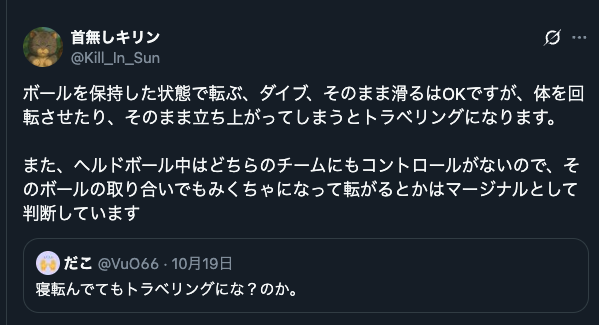 首無しキリン
@Kill_In_Sun
ボールを保持した状態で転ぶ、ダイブ、そのまま滑るはOKですが、体を回
転させたり、そのまま立ち上がってしまうとトラベリングになります。
また、ヘルドボール中はどちらのチームにもコントロールがないので、そ
のボールの取り合いでもみくちゃになって転がるとかはマージナルとして
判断しています
だこ @VuO66 · 10月19日
寝転んでてもトラベリングにな？のか。